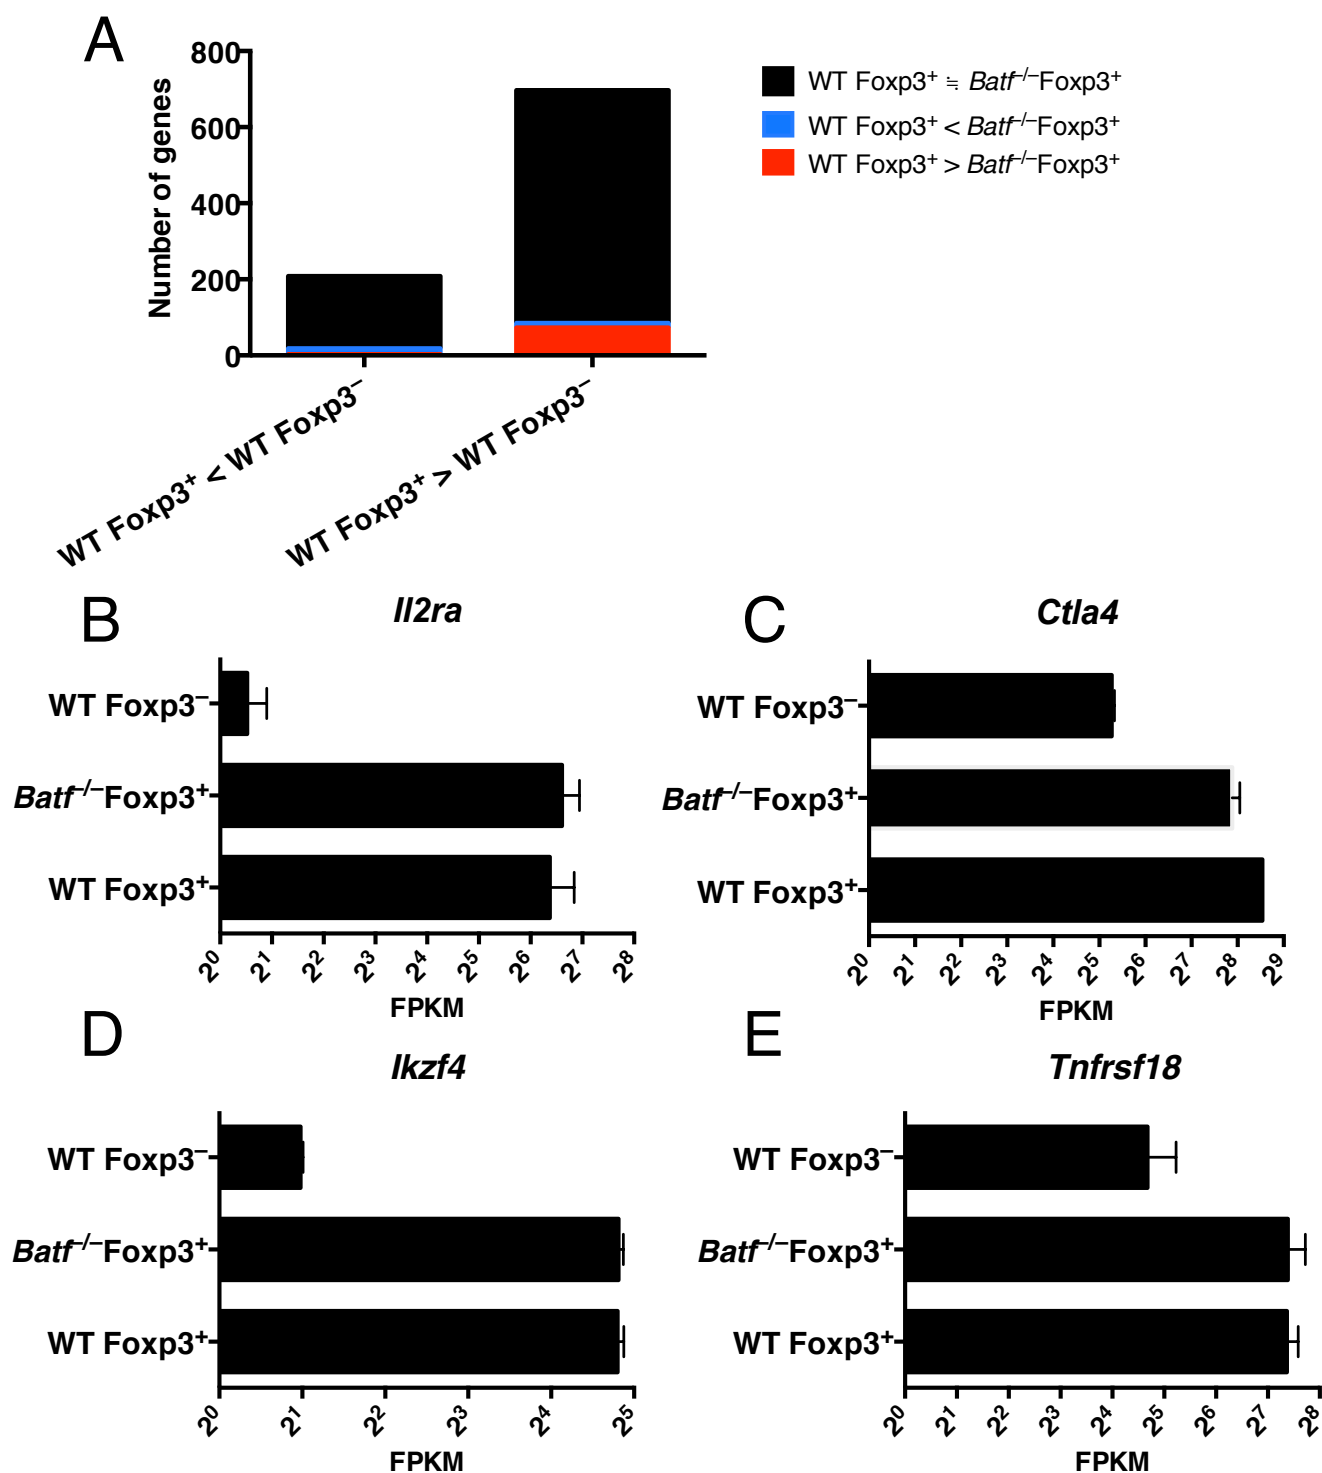 A
800
600
400
200
0
Number of genes
WT Foxp3⁺ ≒ Batf⁻/⁻Foxp3⁺
WT Foxp3⁺ < Batf⁻/⁻Foxp3⁺
WT Foxp3⁺ > Batf⁻/⁻Foxp3⁺
WT Foxp3⁺ < WT Foxp3⁻
WT Foxp3⁺ > WT Foxp3⁻
B
Il2ra
WT Foxp3⁻
Batf⁻/⁻Foxp3⁺
WT Foxp3⁺
2⁰ 2¹ 2² 2³ 2⁴ 2⁵ 2⁶ 2⁷ 2⁸
FPKM
C
Ctla4
WT Foxp3⁻
Batf⁻/⁻Foxp3⁺
WT Foxp3⁺
2⁰ 2¹ 2² 2³ 2⁴ 2⁵ 2⁶ 2⁷ 2⁸ 2⁹
FPKM
D
Ikzf4
WT Foxp3⁻
Batf⁻/⁻Foxp3⁺
WT Foxp3⁺
2⁰ 2¹ 2² 2³ 2⁴ 2⁵
FPKM
E
Tnfrsf18
WT Foxp3⁻
Batf⁻/⁻Foxp3⁺
WT Foxp3⁺
2⁰ 2¹ 2² 2³ 2⁴ 2⁵ 2⁶ 2⁷ 2⁸
FPKM